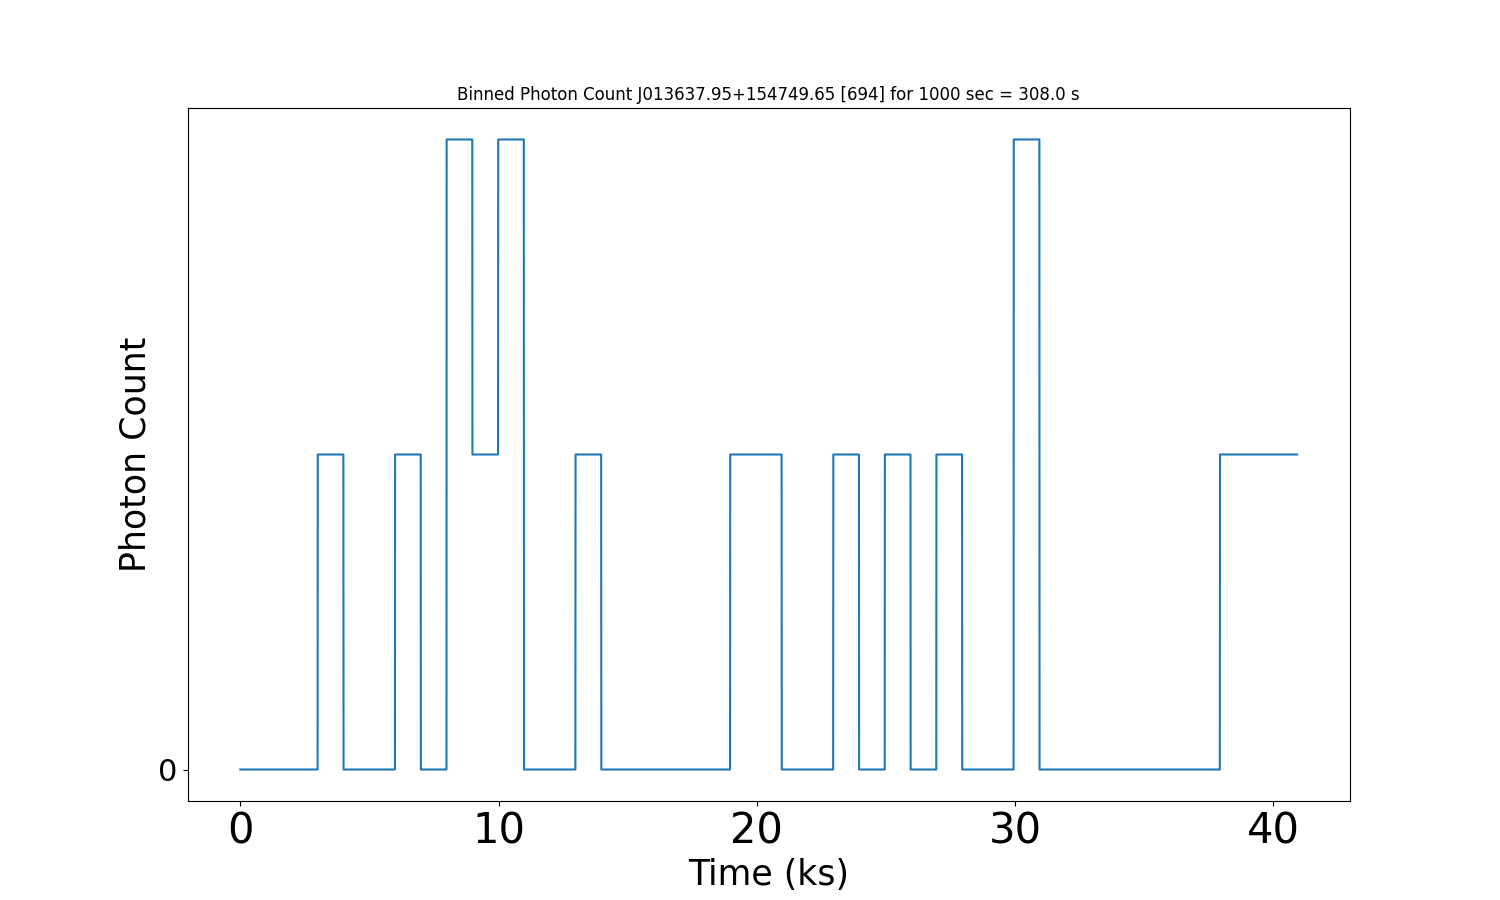 Binned Photon Count J013637.95+154749.65 [694] for 1000 sec = 308.0 s
Photon Count
0
0 10 20 30 40
Time (ks)